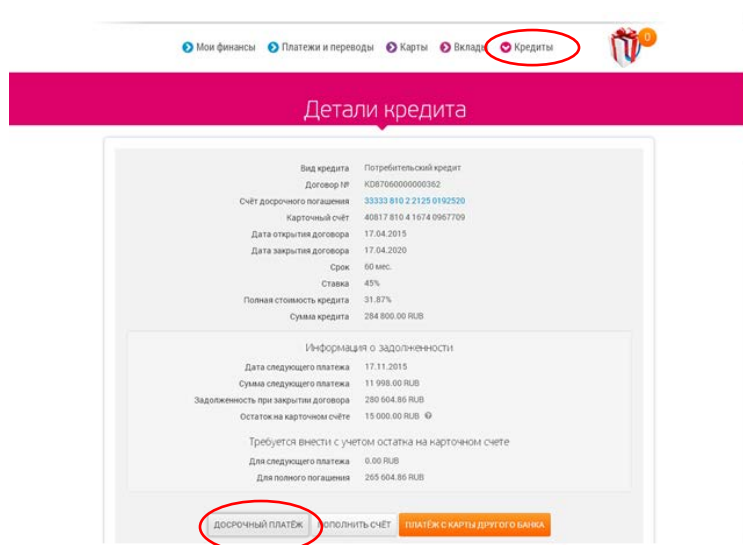 Мои финансы Платежи и переводы Карты Вклады Кредиты 0
Детали кредита
Вид кредита Потребительский кредит
Договор № KD87060000000362
Счёт досрочного погашения 33333 810 2 2125 0192520
Карточный счёт 40817 810 4 1674 0967709
Дата открытия договора 17.04.2015
Дата закрытия договора 17.04.2020
Срок 60 мес.
Ставка 45%
Полная стоимость кредита 31.87%
Сумма кредита 284 800.00 RUB
Информация о задолженности
Дата следующего платежа 17.11.2015
Сумма следующего платежа 11 998.00 RUB
Задолженность при закрытии договора 280 604.86 RUB
Остаток на карточном счёте 15 000.00 RUB
Требуется внести с учетом остатка на карточном счете
Для следующего платежа 0.00 RUB
Для полного погашения 265 604.86 RUB
ДОСРОЧНЫЙ ПЛАТЁЖ ПОПОЛНИТЬ СЧЁТ ПЛАТЁЖ С КАРТЫ ДРУГОГО БАНКА